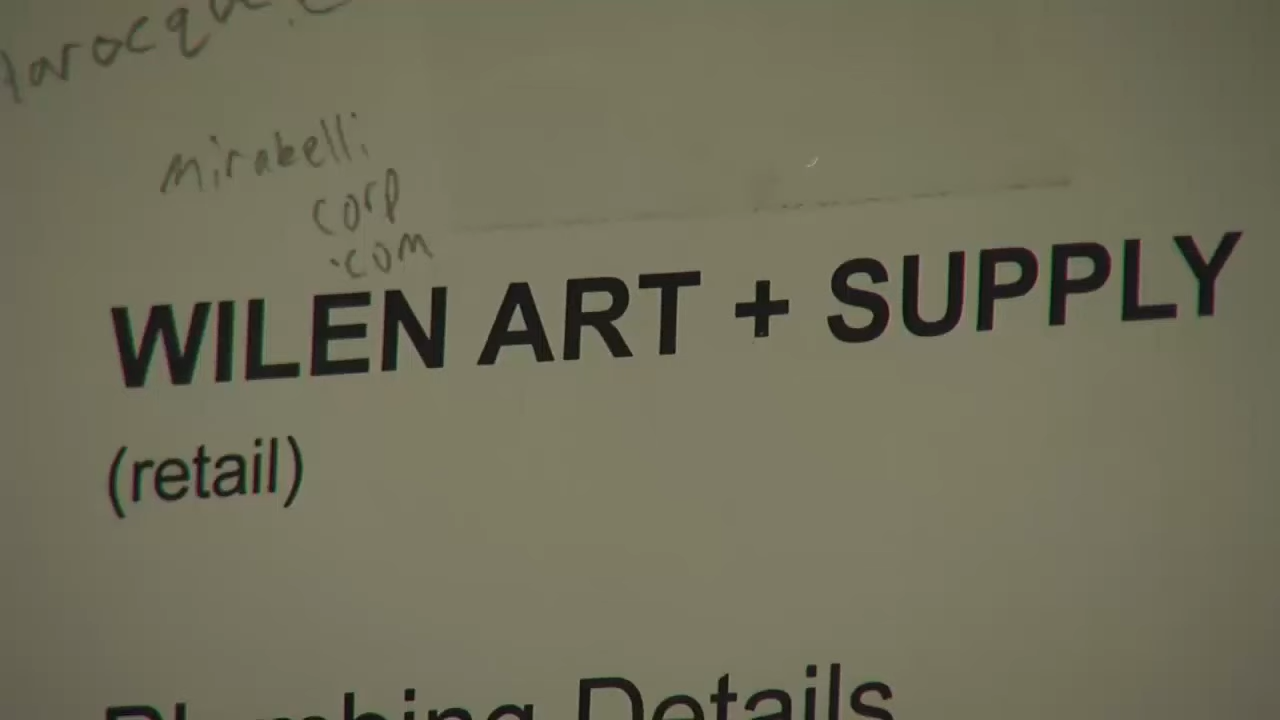 mirabelli
corp
.com
WILEN ART + SUPPLY
(retail)
Plumbing Details